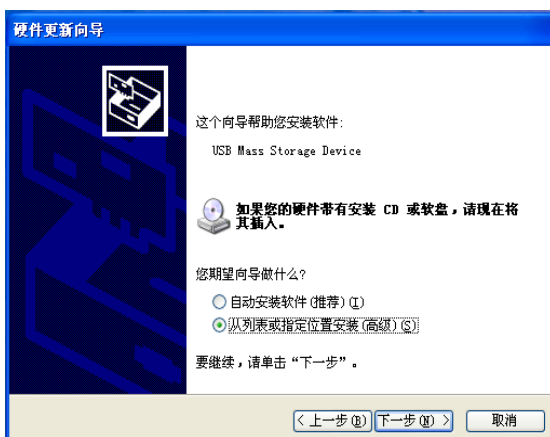 硬件更新向导
这个向导帮助您安装软件:
USB Mass Storage Device
如果您的硬件带有安装 CD 或软盘，请现在将
其插入。
您期望向导做什么?
自动安装软件(推荐)(I)
从列表或指定位置安装(高级)(S)
要继续，请单击“下一步”。
< 上一步(B) 下一步(N) > 取消